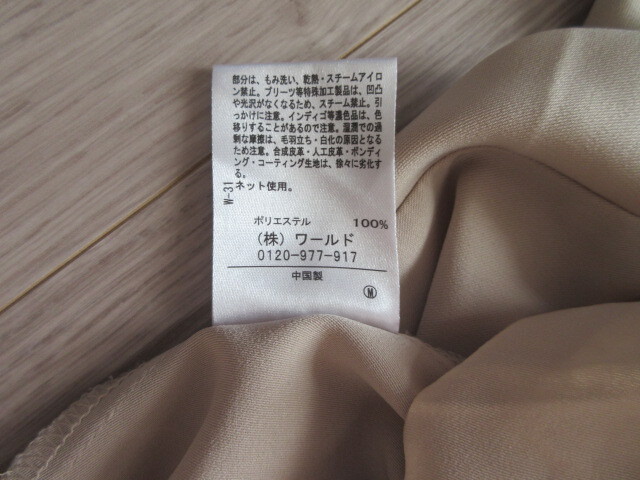 部分は、もみ洗い、乾熱・スチームアイロ
ン禁止。プリーツ等特殊加工製品は、凹凸
や光沢がなくなるため、スチーム禁止。引
っかけに注意。インディゴ等濃色品は、色
移りすることがあるので注意。湿潤での過
剰な摩擦は、毛羽立ち・白化の原因となる
ため注意。合成皮革・人工皮革・ボンディ
ング・コーティング生地は、徐々に劣化す
る。
ネット使用。
W-31
ポリエステル 100%
(株)ワールド
0120-977-917
中国製
M